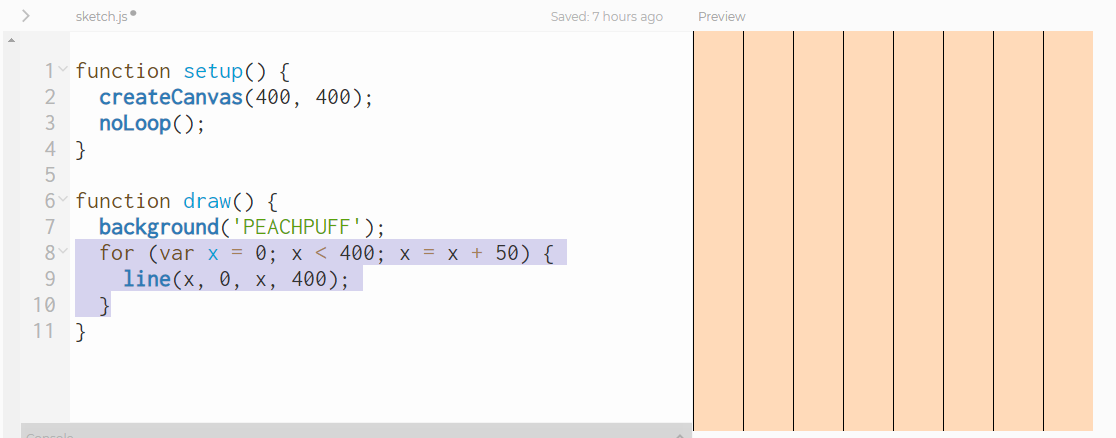 sketch.js
Saved: 7 hours ago
Preview
1 function setup() {
2   createCanvas(400, 400);
3   noLoop();
4 }
5
6 function draw() {
7   background('PEACHPUFF');
8   for (var x = 0; x < 400; x = x + 50) {
9     line(x, 0, x, 400);
10   }
11 }
Console